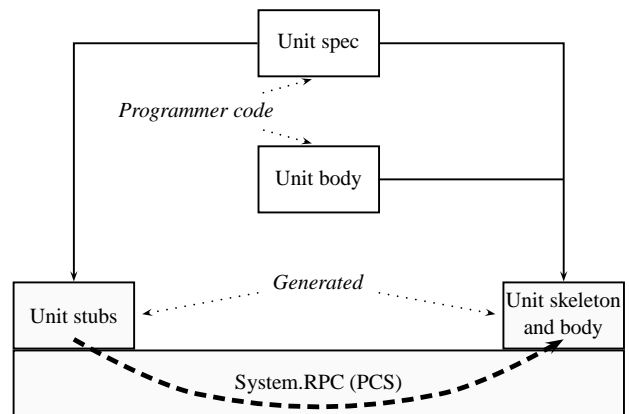 Unit spec
Programmer code
Unit body
Generated
Unit stubs
Unit skeleton
and body
System.RPC (PCS)